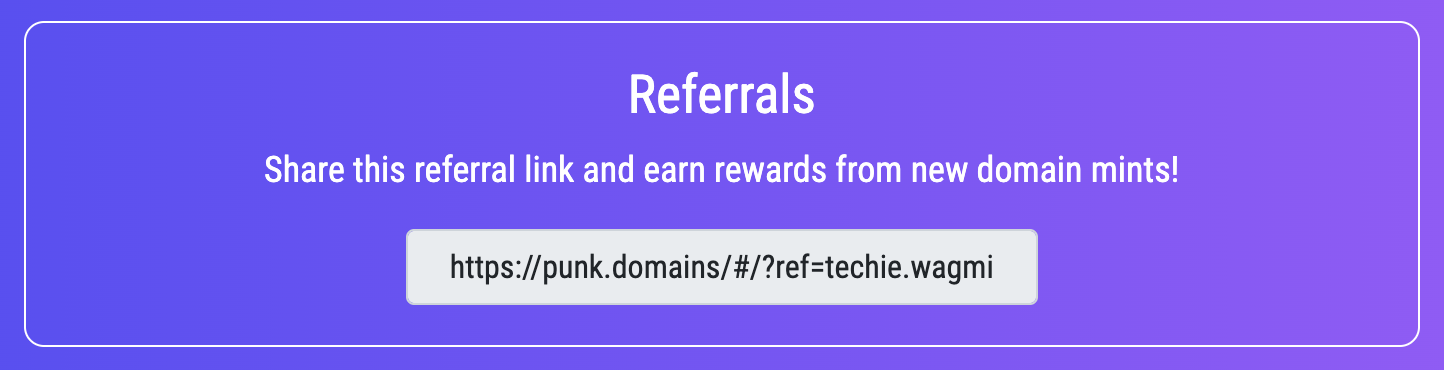 Referrals
Share this referral link and earn rewards from new domain mints!
https://punk.domains/#/?ref=techie.wagmi